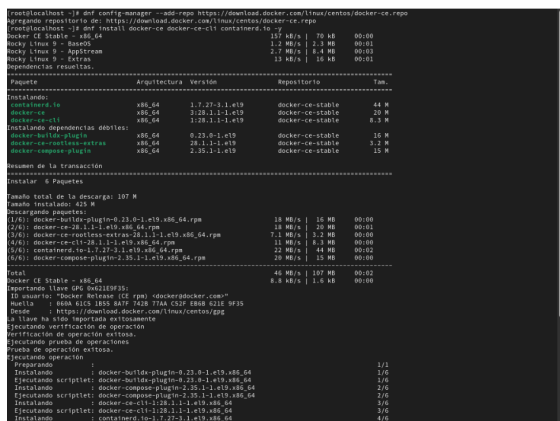 [root@localhost ~]# dnf config-manager --add-repo https://download.docker.com/linux/centos/docker-ce.repo
Agregando repositorio de: https://download.docker.com/linux/centos/docker-ce.repo
[root@localhost ~]# dnf install docker-ce docker-ce-cli containerd.io -y
Docker CE Stable - x86_64 157 kB/s | 70 kB 00:00
Rocky Linux 9 - BaseOS 1.2 MB/s | 2.3 MB 00:01
Rocky Linux 9 - AppStream 2.7 MB/s | 8.4 MB 00:03
Rocky Linux 9 - Extras 13 kB/s | 16 kB 00:01
Dependencias resueltas.
Paquete Arquitectura Versión Repositorio Tam.
Instalando:
containerd.io x86_64 1.7.27-3.1.el9 docker-ce-stable 44 M
docker-ce x86_64 3:28.1.1-1.el9 docker-ce-stable 20 M
docker-ce-cli x86_64 1:28.1.1-1.el9 docker-ce-stable 8.3 M
Instalando dependencias débiles:
docker-buildx-plugin x86_64 0.23.0-1.el9 docker-ce-stable 16 M
docker-ce-rootless-extras x86_64 28.1.1-1.el9 docker-ce-stable 3.2 M
docker-compose-plugin x86_64 2.35.1-1.el9 docker-ce-stable 15 M
Resumen de la transacción
Instalar 6 Paquetes
Tamaño total de la descarga: 107 M
Tamaño instalado: 425 M
Descargando paquetes:
(1/6): docker-buildx-plugin-0.23.0-1.el9.x86_64.rpm 18 MB/s | 16 MB 00:00
(2/6): docker-ce-28.1.1-1.el9.x86_64.rpm 18 MB/s | 20 MB 00:01
(3/6): docker-ce-rootless-extras-28.1.1-1.el9.x86_64.rpm 7.1 MB/s | 3.2 MB 00:00
(4/6): docker-ce-cli-28.1.1-1.el9.x86_64.rpm 11 MB/s | 8.3 MB 00:00
(5/6): containerd.io-1.7.27-3.1.el9.x86_64.rpm 22 MB/s | 44 MB 00:02
(6/6): docker-compose-plugin-2.35.1-1.el9.x86_64.rpm 20 MB/s | 15 MB 00:00
Total 46 MB/s | 107 MB 00:02
Docker CE Stable - x86_64 8.8 kB/s | 1.6 kB 00:00
Importando llave GPG 0x621E9F35:
ID usuario: "Docker Release (CE rpm) <docker@docker.com>"
Huella : 060A 61C5 1B55 8A7F 742B 77AA C52F EB6B 621E 9F35
Desde : https://download.docker.com/linux/centos/gpg
La llave ha sido importada exitosamente
Ejecutando verificación de operación
Verificación de operación exitosa.
Ejecutando prueba de operaciones
Prueba de operación exitosa.
Ejecutando operación
Preparando : 1/1
Instalando : docker-buildx-plugin-0.23.0-1.el9.x86_64 1/6
Ejecutando scriptlet: docker-buildx-plugin-0.23.0-1.el9.x86_64 1/6
Instalando : docker-compose-plugin-2.35.1-1.el9.x86_64 2/6
Ejecutando scriptlet: docker-compose-plugin-2.35.1-1.el9.x86_64 2/6
Instalando : docker-ce-cli-1:28.1.1-1.el9.x86_64 3/6
Ejecutando scriptlet: docker-ce-cli-1:28.1.1-1.el9.x86_64 3/6
Instalando : containerd.io-1.7.27-3.1.el9.x86_64 4/6